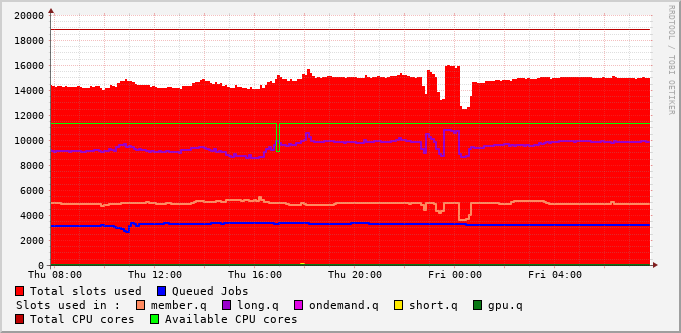 20000
18000
16000
14000
12000
10000
8000
6000
4000
2000
0
Thu 08:00 Thu 12:00 Thu 16:00 Thu 20:00 Fri 00:00 Fri 04:00
Total slots used Queued Jobs
Slots used in : member.q long.q ondemand.q short.q gpu.q
Total CPU cores Available CPU cores
RRDTOOL / TOBI OETIKER